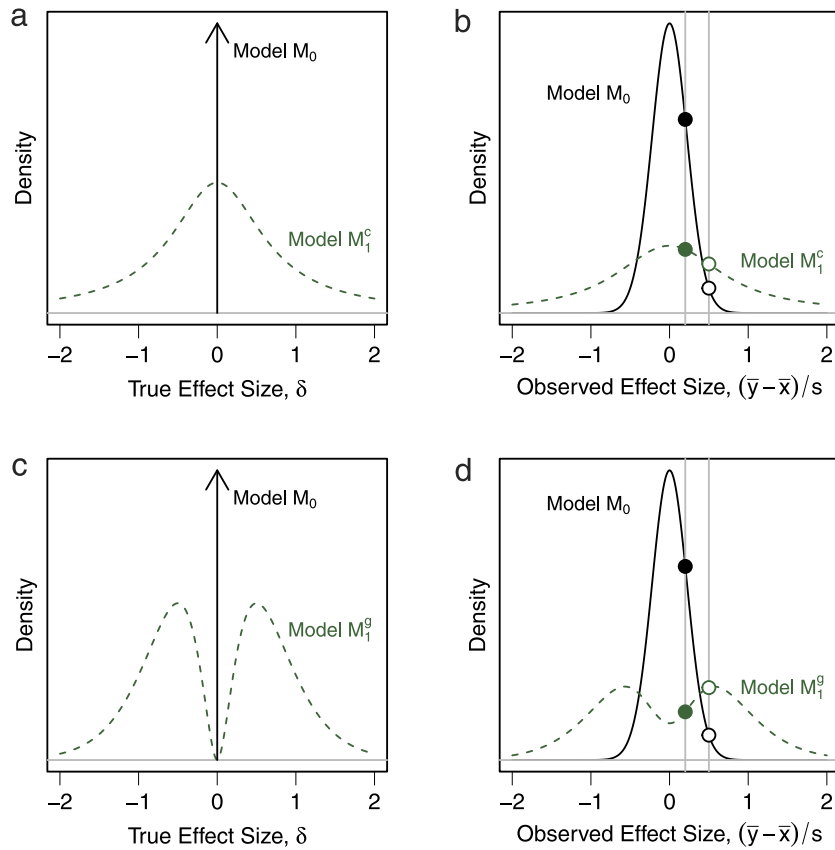 a
Model M₀
Model M₁ᶜ
Density
−2 −1 0 1 2
True Effect Size, δ
b
Model M₀
Model M₁ᶜ
Density
−2 −1 0 1 2
Observed Effect Size, (y̅ − x̅)/s
c
Model M₀
Model M₁ᵍ
Density
−2 −1 0 1 2
True Effect Size, δ
d
Model M₀
Model M₁ᵍ
Density
−2 −1 0 1 2
Observed Effect Size, (y̅ − x̅)/s